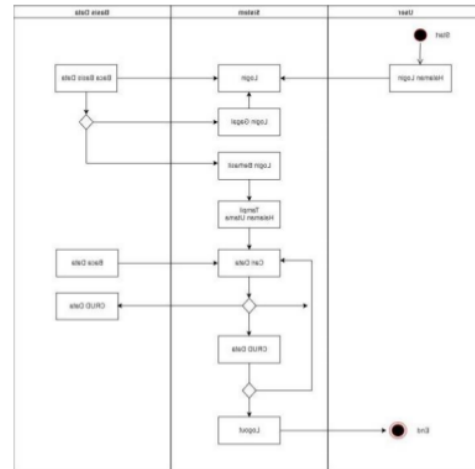 Basis Data
Sistem
User
Start
Baca Basis Data
Login
Halaman Login
Login Gagal
Login Berhasil
Tampil
Halaman Utama
Baca Data
Cari Data
CRUD Data
CRUD Data
Logout
End